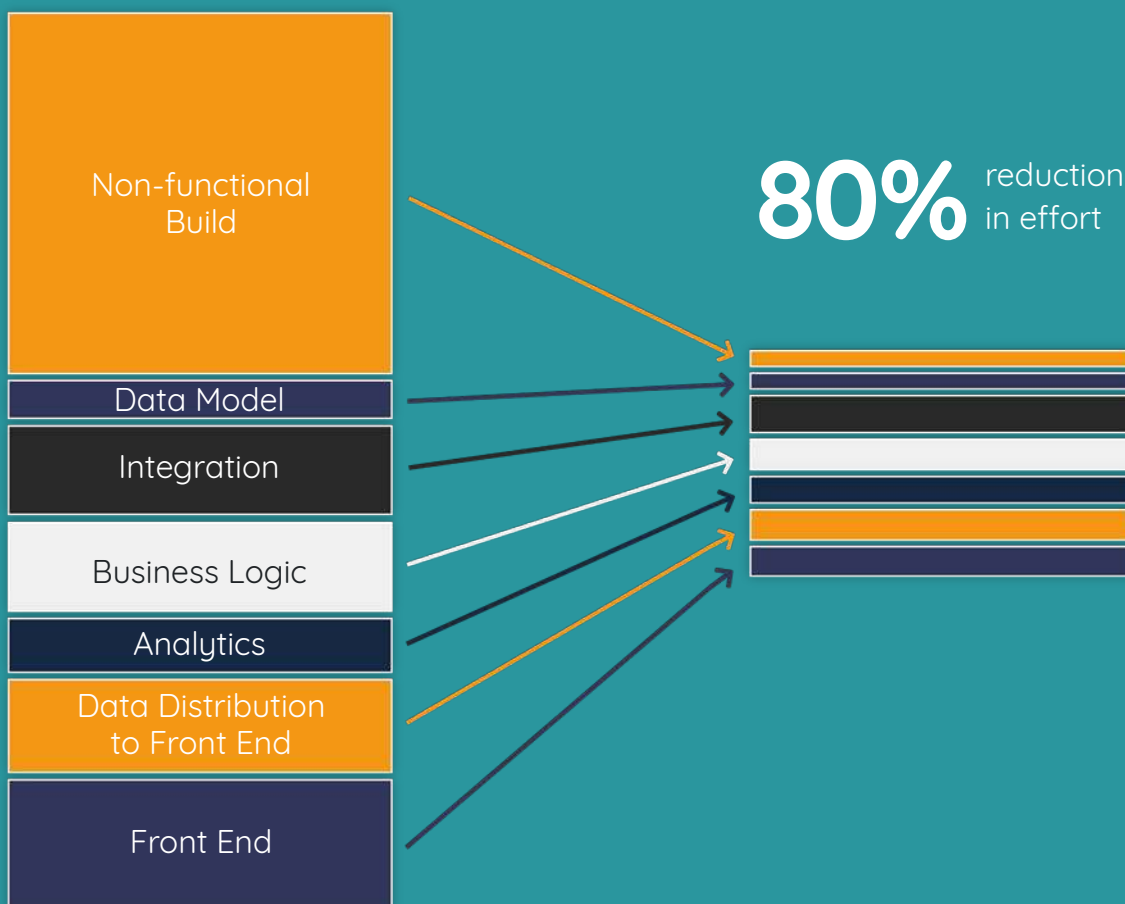 Non-functional
Build
Data Model
Integration
Business Logic
Analytics
Data Distribution
to Front End
Front End
80%
reduction
in effort